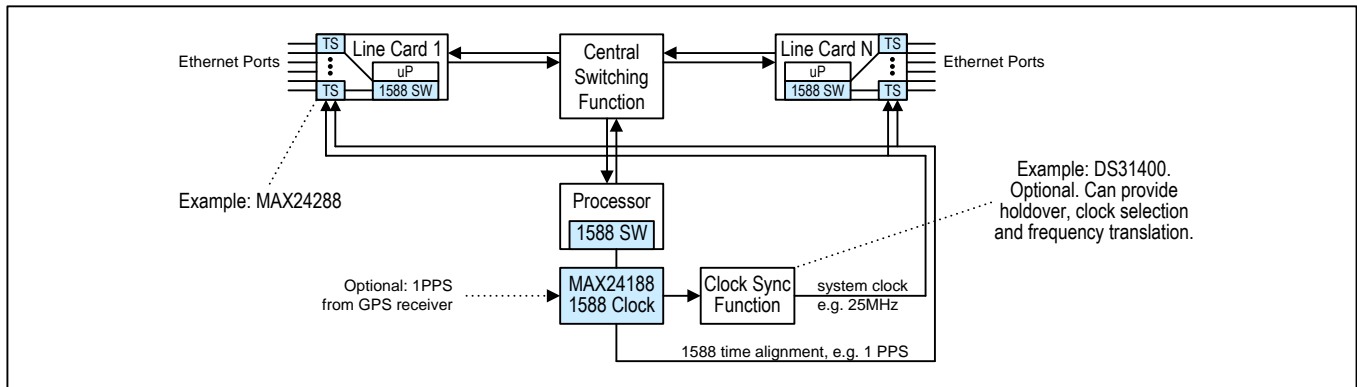 TS
Line Card 1
uP
1588 SW
TS
Ethernet Ports
Central
Switching
Function
Line Card N
TS
uP
1588 SW
TS
Ethernet Ports
Example: MAX24288
Processor
1588 SW
Example: DS31400.
Optional. Can provide
holdover, clock selection
and frequency translation.
Optional: 1PPS
from GPS receiver
MAX24188
1588 Clock
Clock Sync
Function
system clock
e.g. 25MHz
1588 time alignment, e.g. 1 PPS